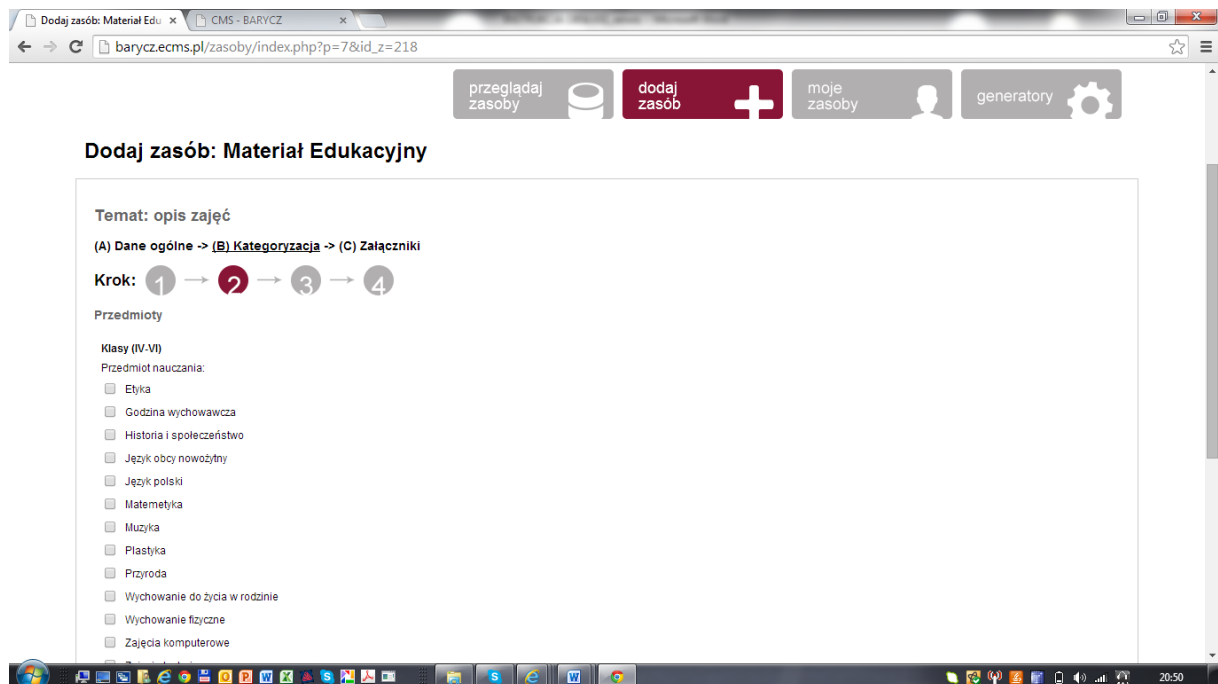 Dodaj zasób: Materiał Edu
CMS - BARYCZ
barycz.ecms.pl/zasoby/index.php?p=7&id_z=218
przeglądaj
zasoby
dodaj
zasób
moje
zasoby
generatory
Dodaj zasób: Materiał Edukacyjny
Temat: opis zajęć
(A) Dane ogólne -> (B) Kategoryzacja -> (C) Załączniki
Krok: 1 → 2 → 3 → 4
Przedmioty
Klasy (IV-VI)
Przedmiot nauczania:
Etyka
Godzina wychowawcza
Historia i społeczeństwo
Język obcy nowożytny
Język polski
Matemetyka
Muzyka
Plastyka
Przyroda
Wychowanie do życia w rodzinie
Wychowanie fizyczne
Zajęcia komputerowe
20:50